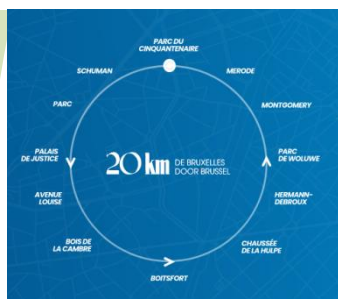 PARC DU
CINQUANTENAIRE
SCHUMAN
MERODE
PARC
MONTGOMERY
PALAIS
DE JUSTICE
PARC
DE WOLUWE
20 km DE BRUXELLES
DOOR BRUSSEL
AVENUE
LOUISE
HERMANN-
DEBROUX
BOIS DE
LA CAMBRE
CHAUSSÉE
DE LA HULPE
BOITSFORT